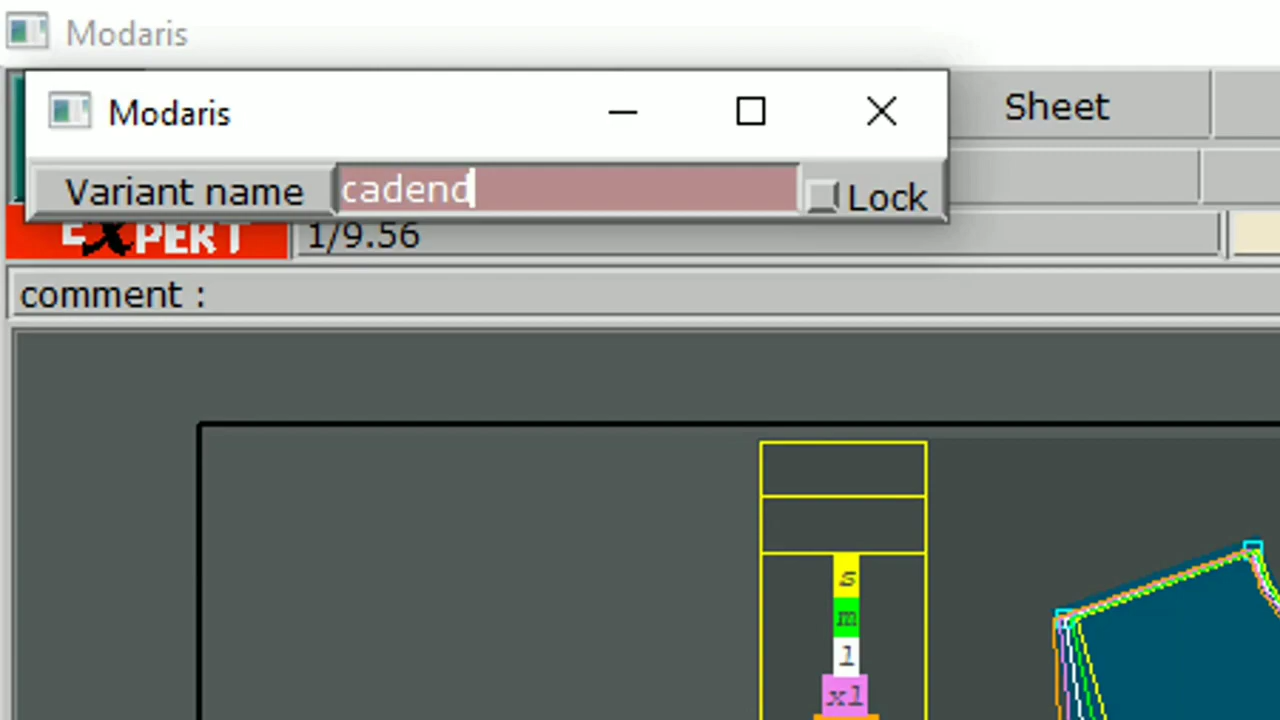 Modaris
Modaris
Sheet
Variant name
cadend
Lock
EXPERT
1/9.56
comment :
s
m
l
xl